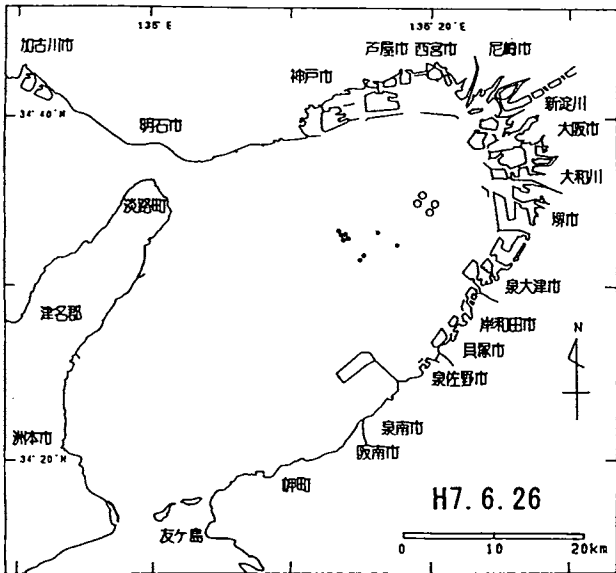 135°E
135°20'E
加古川市
芦屋市
西宮市
尼崎市
神戸市
新淀川
34°40'N
明石市
大阪市
大和川
淡路町
堺市
泉大津市
津名郡
岸和田市
N
貝塚市
泉佐野市
洲本市
泉南市
阪南市
34°20'N
岬町
H7.6.26
友ケ島
0 10 20km